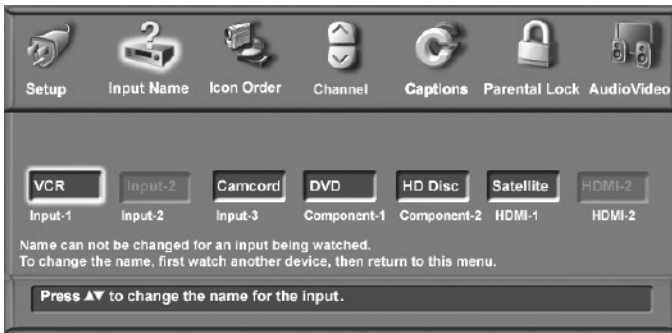 Setup Input Name Icon Order Channel Captions Parental Lock AudioVideo
VCR Input-2 Camcord DVD HD Disc Satellite HDMI-2
Input-1 Input-2 Input-3 Component-1 Component-2 HDMI-1 HDMI-2
Name can not be changed for an input being watched.
To change the name, first watch another device, then return to this menu.
Press ▲▼ to change the name for the input.